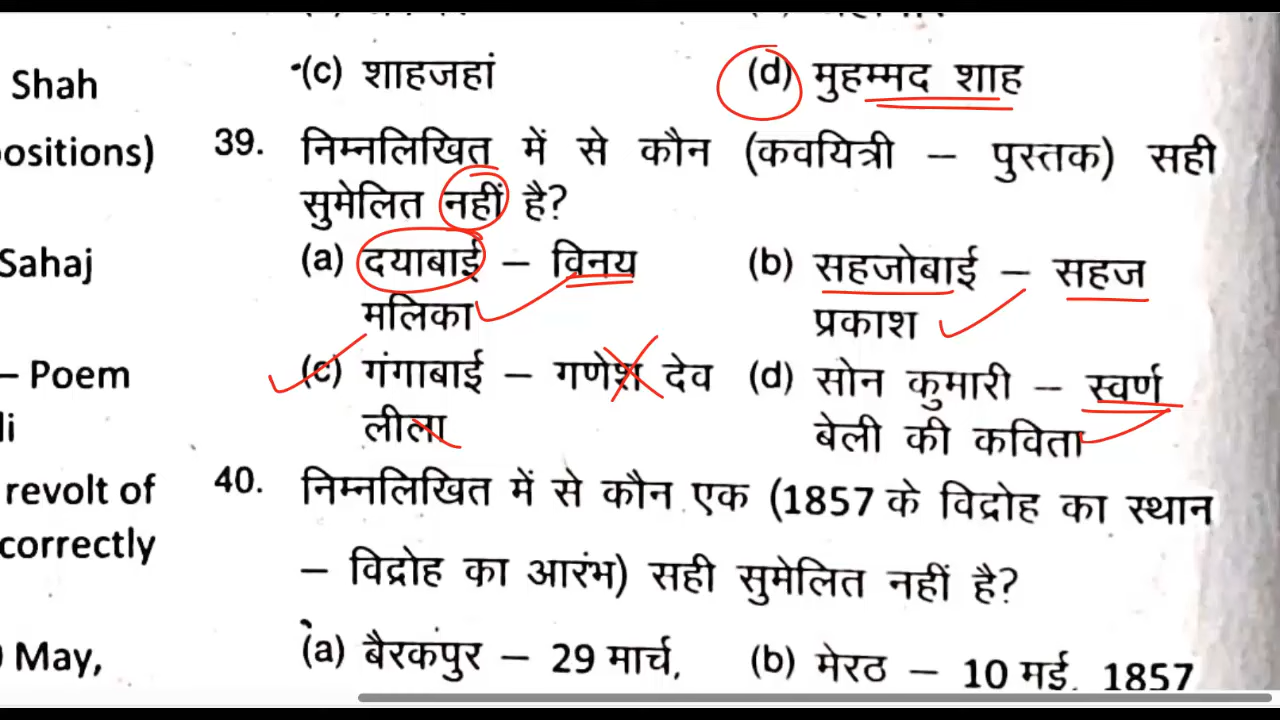 Shah
(c) शाहजहां
(d) मुहम्मद शाह
ositions)
39. निम्नलिखित में से कौन (कवयित्री – पुस्तक) सही
सुमेलित नहीं है?
Sahaj
(a) दयाबाई – विनय
मलिका
(b) सहजोबाई – सहज
प्रकाश
– Poem
li
(c) गंगाबाई – गणेश देव
लीला
(d) सोन कुमारी – स्वर्ण
बेली की कविता
revolt of
correctly
40. निम्नलिखित में से कौन एक (1857 के विद्रोह का स्थान
– विद्रोह का आरंभ) सही सुमेलित नहीं है?
May,
(a) बैरकपुर – 29 मार्च,
(b) मेरठ – 10 मई, 1857